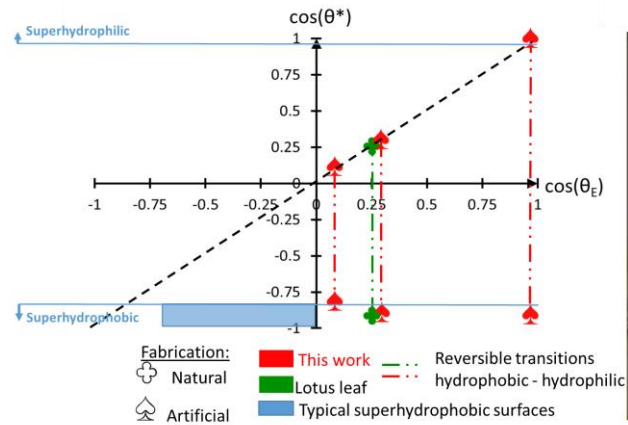 cos(θ*)
Superhydrophilic
1
0.75
0.5
0.25
0
cos(θE)
-1 -0.75 -0.5 -0.25 0 0.25 0.5 0.75 1
-0.25
-0.5
-0.75
Superhydrophobic
-1
Fabrication:
Natural
Artificial
This work
Lotus leaf
Typical superhydrophobic surfaces
Reversible transitions
hydrophobic - hydrophilic